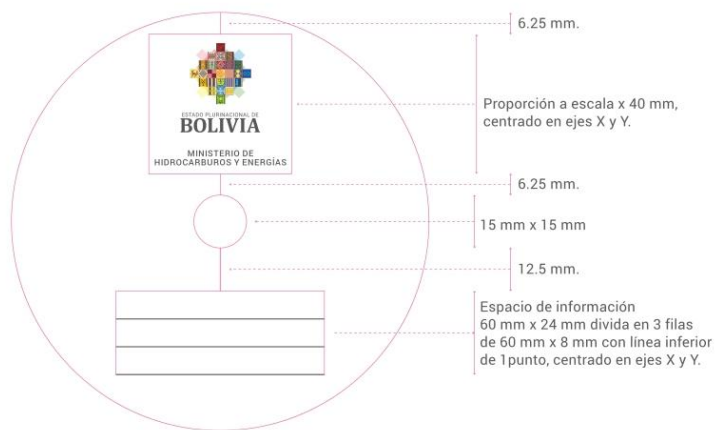 6.25 mm.
ESTADO PLURINACIONAL DE
BOLIVIA
MINISTERIO DE
HIDROCARBUROS Y ENERGÍAS
Proporción a escala x 40 mm,
centrado en ejes X y Y.
6.25 mm.
15 mm x 15 mm
12.5 mm.
Espacio de información
60 mm x 24 mm divida en 3 filas
de 60 mm x 8 mm con línea inferior
de 1punto, centrado en ejes X y Y.